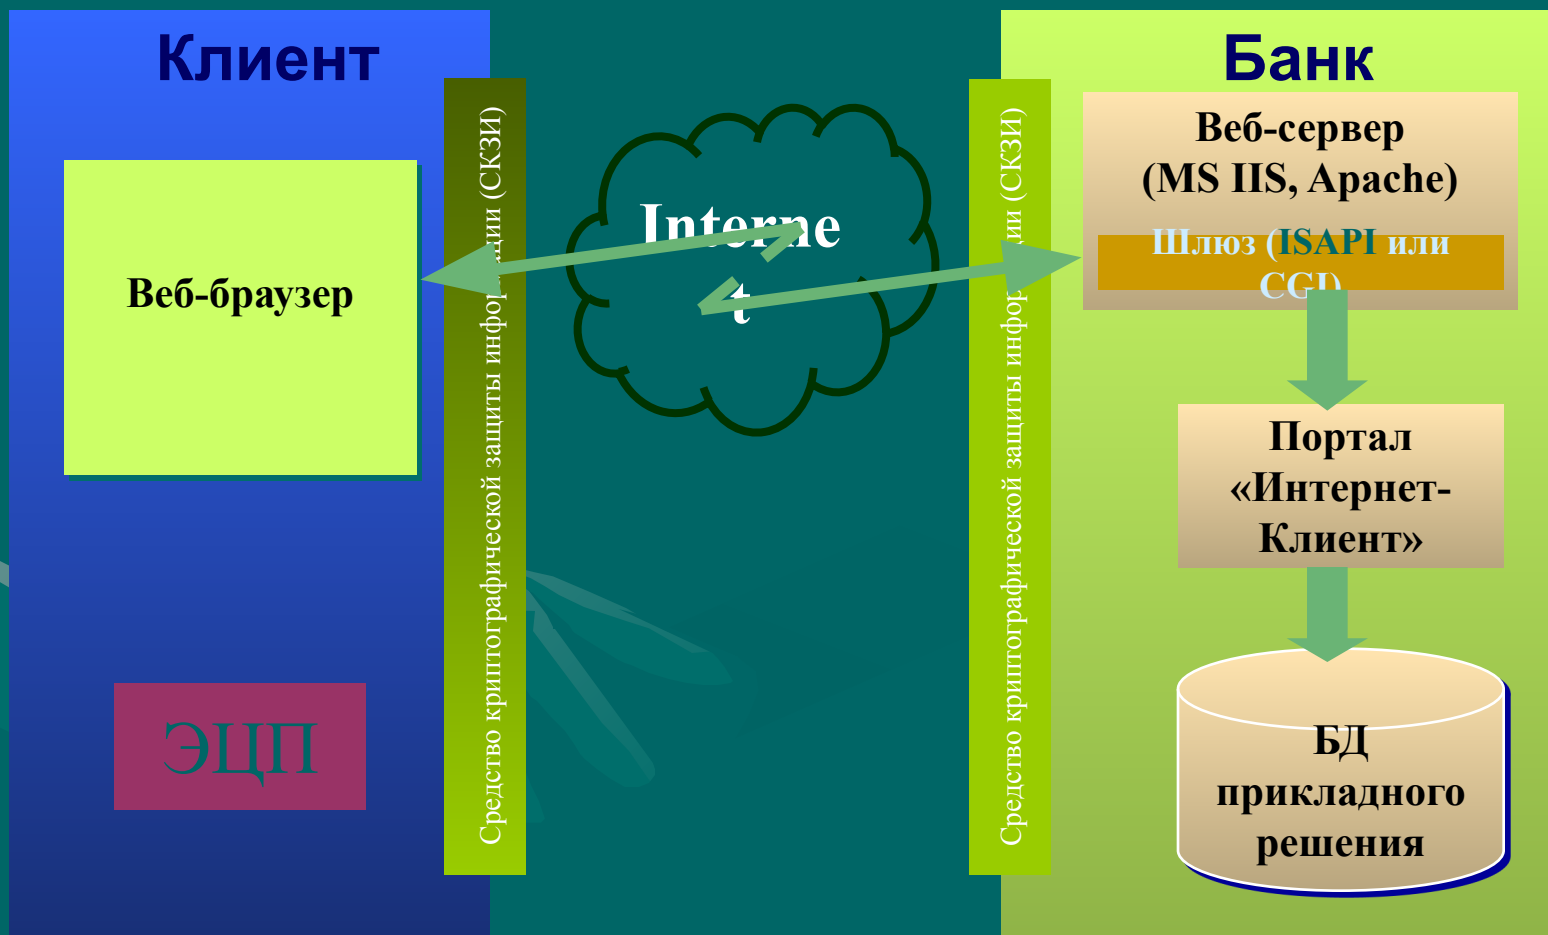 Клиент
Веб-браузер
ЭЦП
Средство криптографической защиты информации (СКЗИ)
Interne
t
Средство криптографической защиты информации (СКЗИ)
Банк
Веб-сервер
(MS IIS, Apache)
Шлюз (ISAPI или
CGI)
Портал
«Интернет-
Клиент»
БД
прикладного
решения